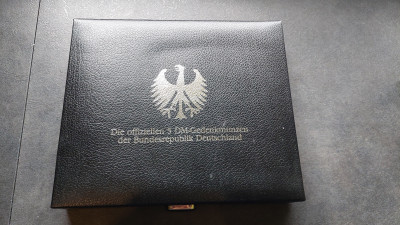 Die offiziellen 5 DM-Gedenkmünzen
der Bundesrepublik Deutschland